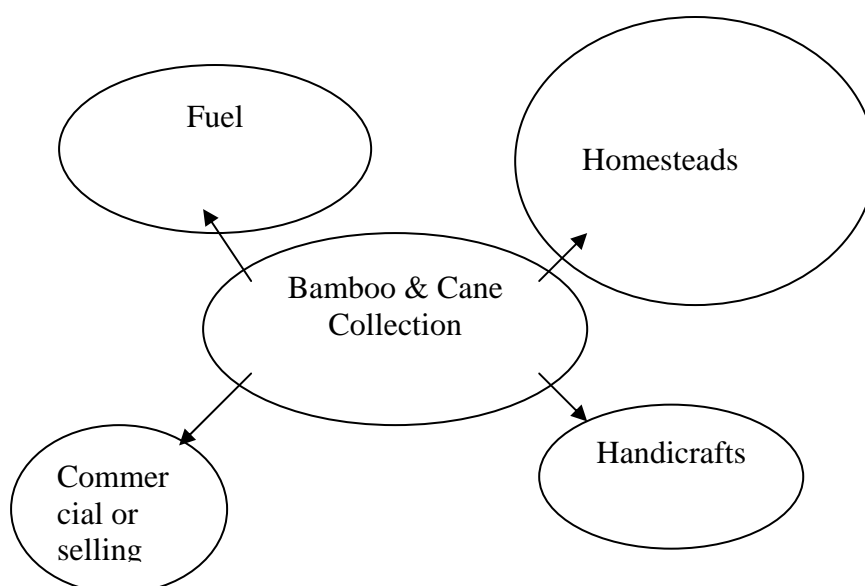 Fuel
Homesteads
Bamboo & Cane
Collection
Handicrafts
Commer
cial or
selling